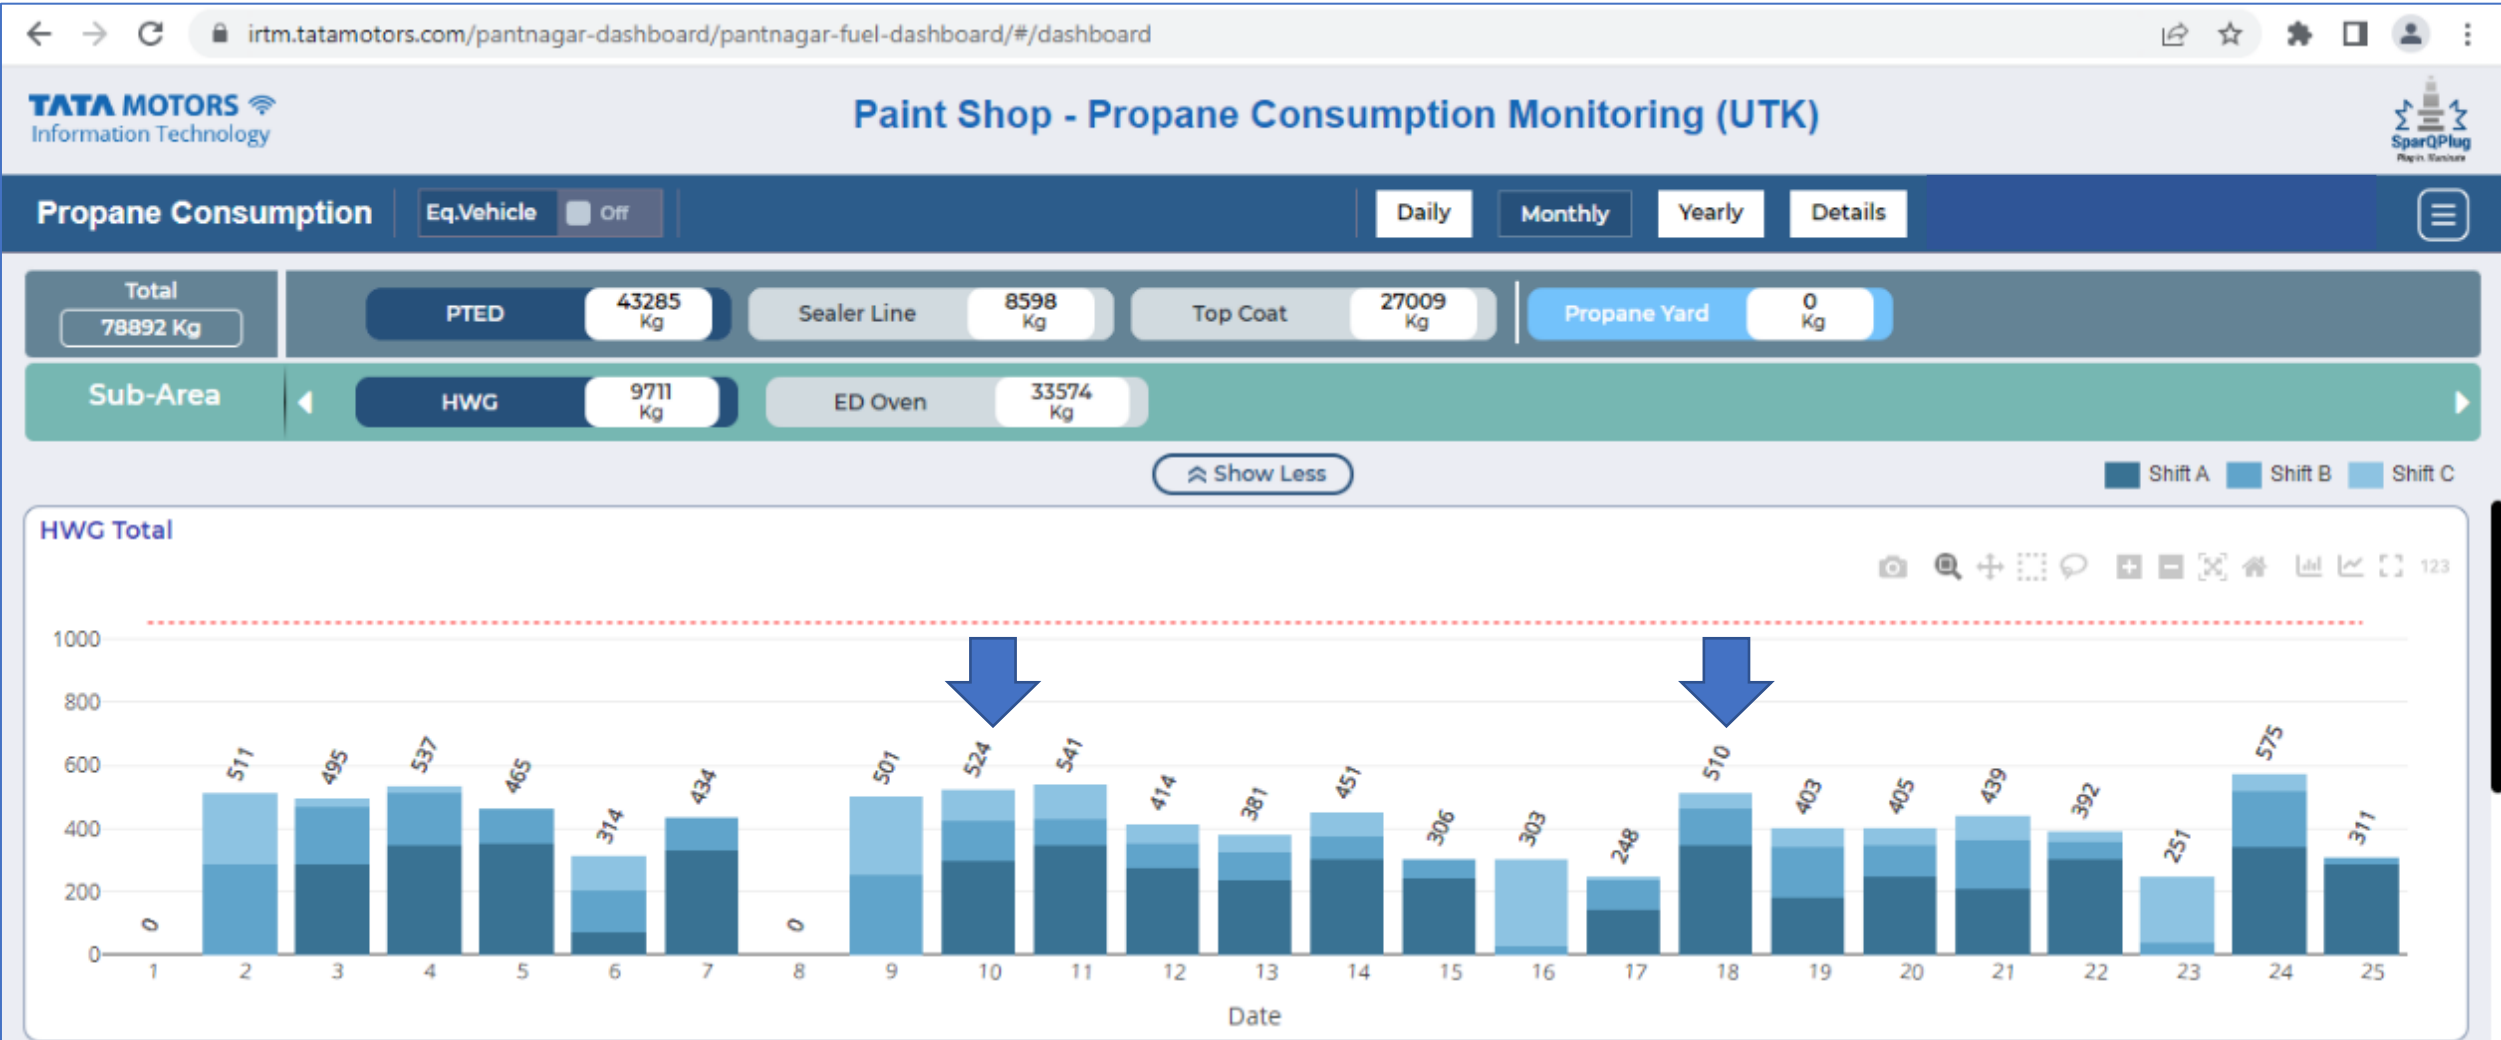 irtm.tatamotors.com/pantnagar-dashboard/pantnagar-fuel-dashboard/#/dashboard
TATA MOTORS
Information Technology
Paint Shop - Propane Consumption Monitoring (UTK)
SparQPlug
Propane Consumption
Eq.Vehicle Off
Daily Monthly Yearly Details
Total
78892 Kg
PTED 43285 Kg
Sealer Line 8598 Kg
Top Coat 27009 Kg
Propane Yard 0 Kg
Sub-Area
HWG 9711 Kg
ED Oven 33574 Kg
Show Less
Shift A Shift B Shift C
HWG Total
123
1000
800
600
400
200
0
0 511 495 537 465 314 434 0 501 524 541 414 381 451 306 303 248 510 403 405 439 392 251 575 311
1 2 3 4 5 6 7 8 9 10 11 12 13 14 15 16 17 18 19 20 21 22 23 24 25
Date